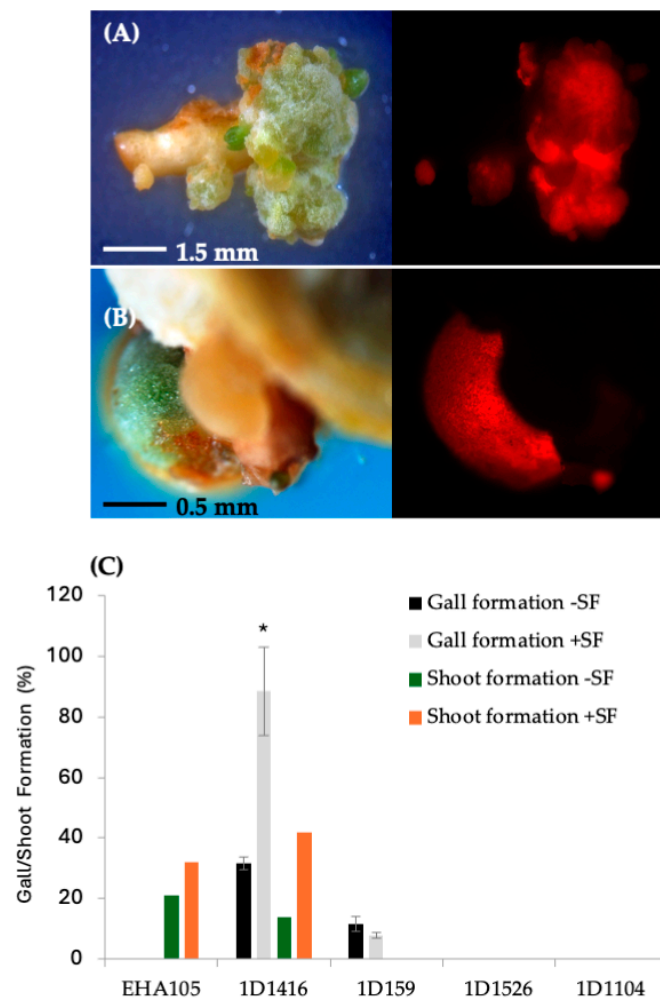 (A)
1.5 mm
(B)
0.5 mm
(C)
120
100
80
60
40
20
0
Gall/Shoot Formation (%)
*
Gall formation -SF
Gall formation +SF
Shoot formation -SF
Shoot formation +SF
EHA105 1D1416 1D159 1D1526 1D1104